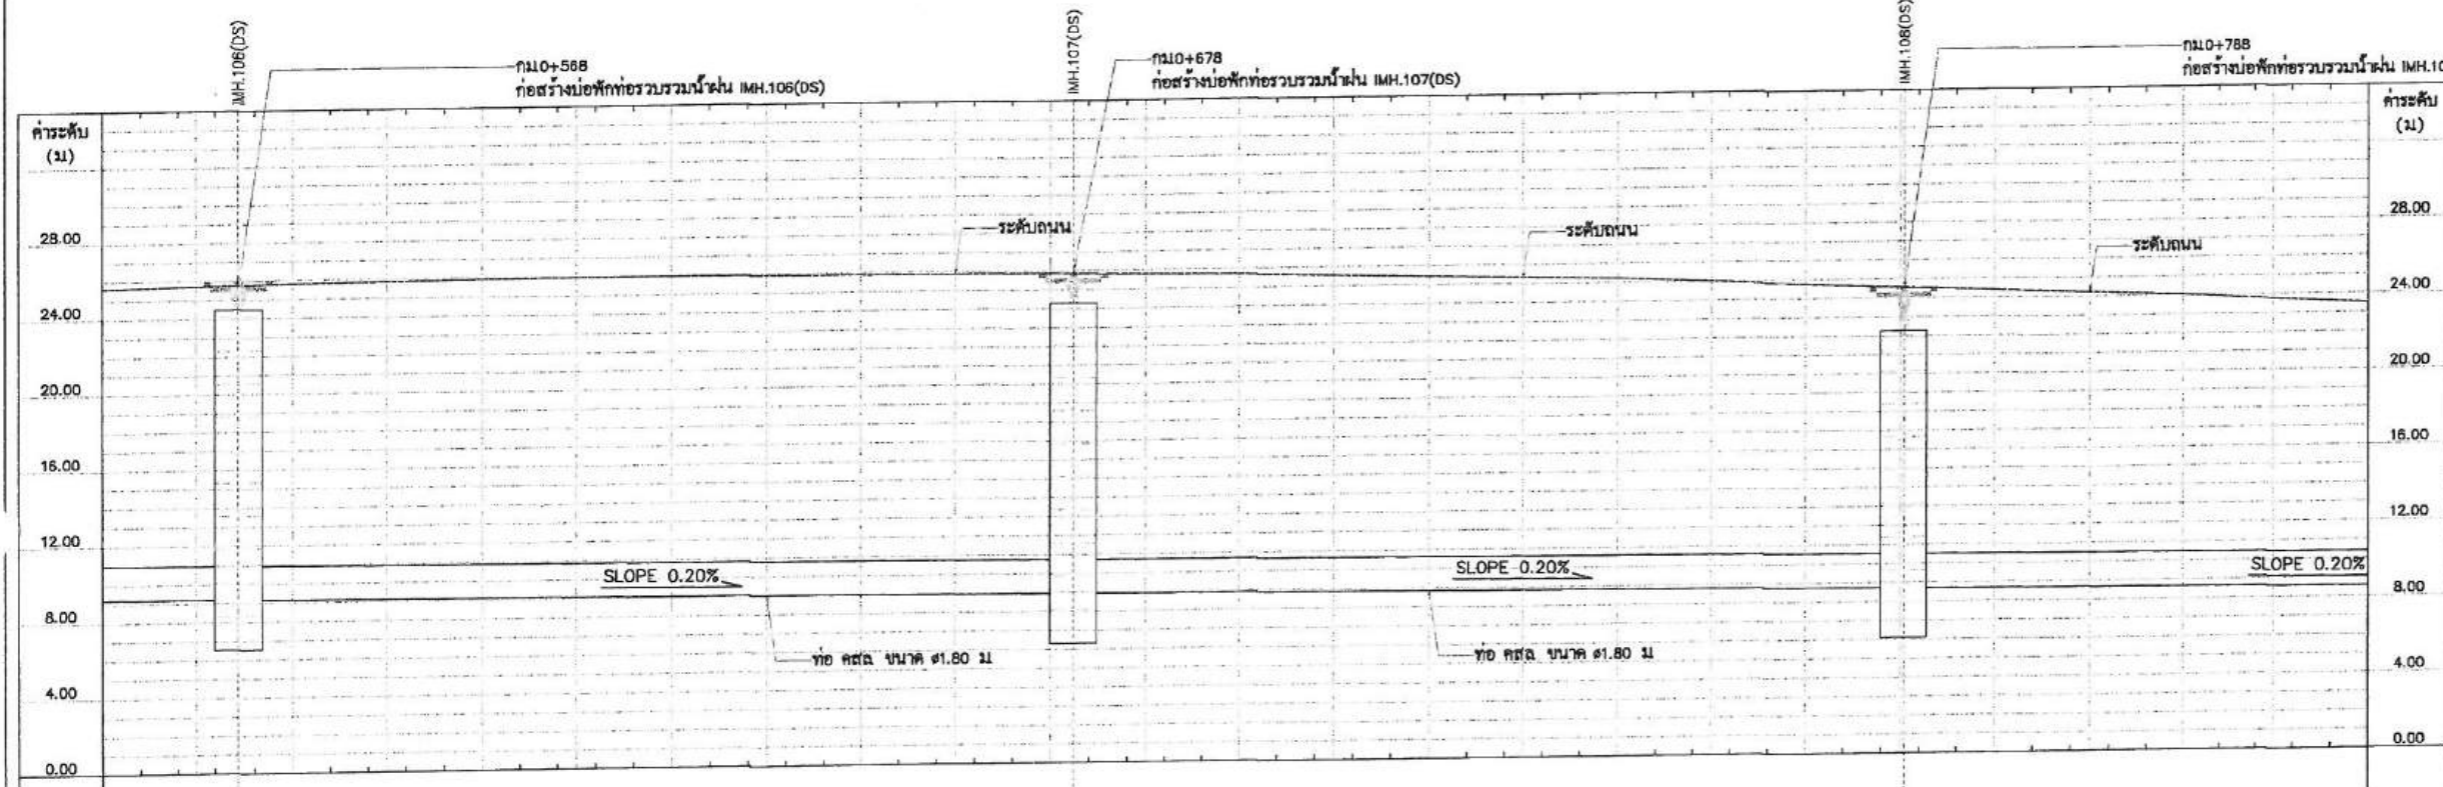 IMH.106(DS)
IMH.107(DS)
IMH.108(DS)
กม.0+568
ก่อสร้างบ่อพักท่อรวบรวมน้ำฝน IMH.106(DS)
กม.0+678
ก่อสร้างบ่อพักท่อรวบรวมน้ำฝน IMH.107(DS)
กม.0+788
ก่อสร้างบ่อพักท่อรวบรวมน้ำฝน IMH.10
ค่าระดับ
(ม)
28.00
24.00
20.00
16.00
12.00
8.00
4.00
0.00
ระดับถนน
ระดับถนน
ระดับถนน
SLOPE 0.20%
SLOPE 0.20%
SLOPE 0.20%
ท่อ คสล. ขนาด ø1.80 ม
ท่อ คสล. ขนาด ø1.80 ม
ค่าระดับ
(ม)
28.00
24.00
20.00
16.00
12.00
8.00
4.00
0.00